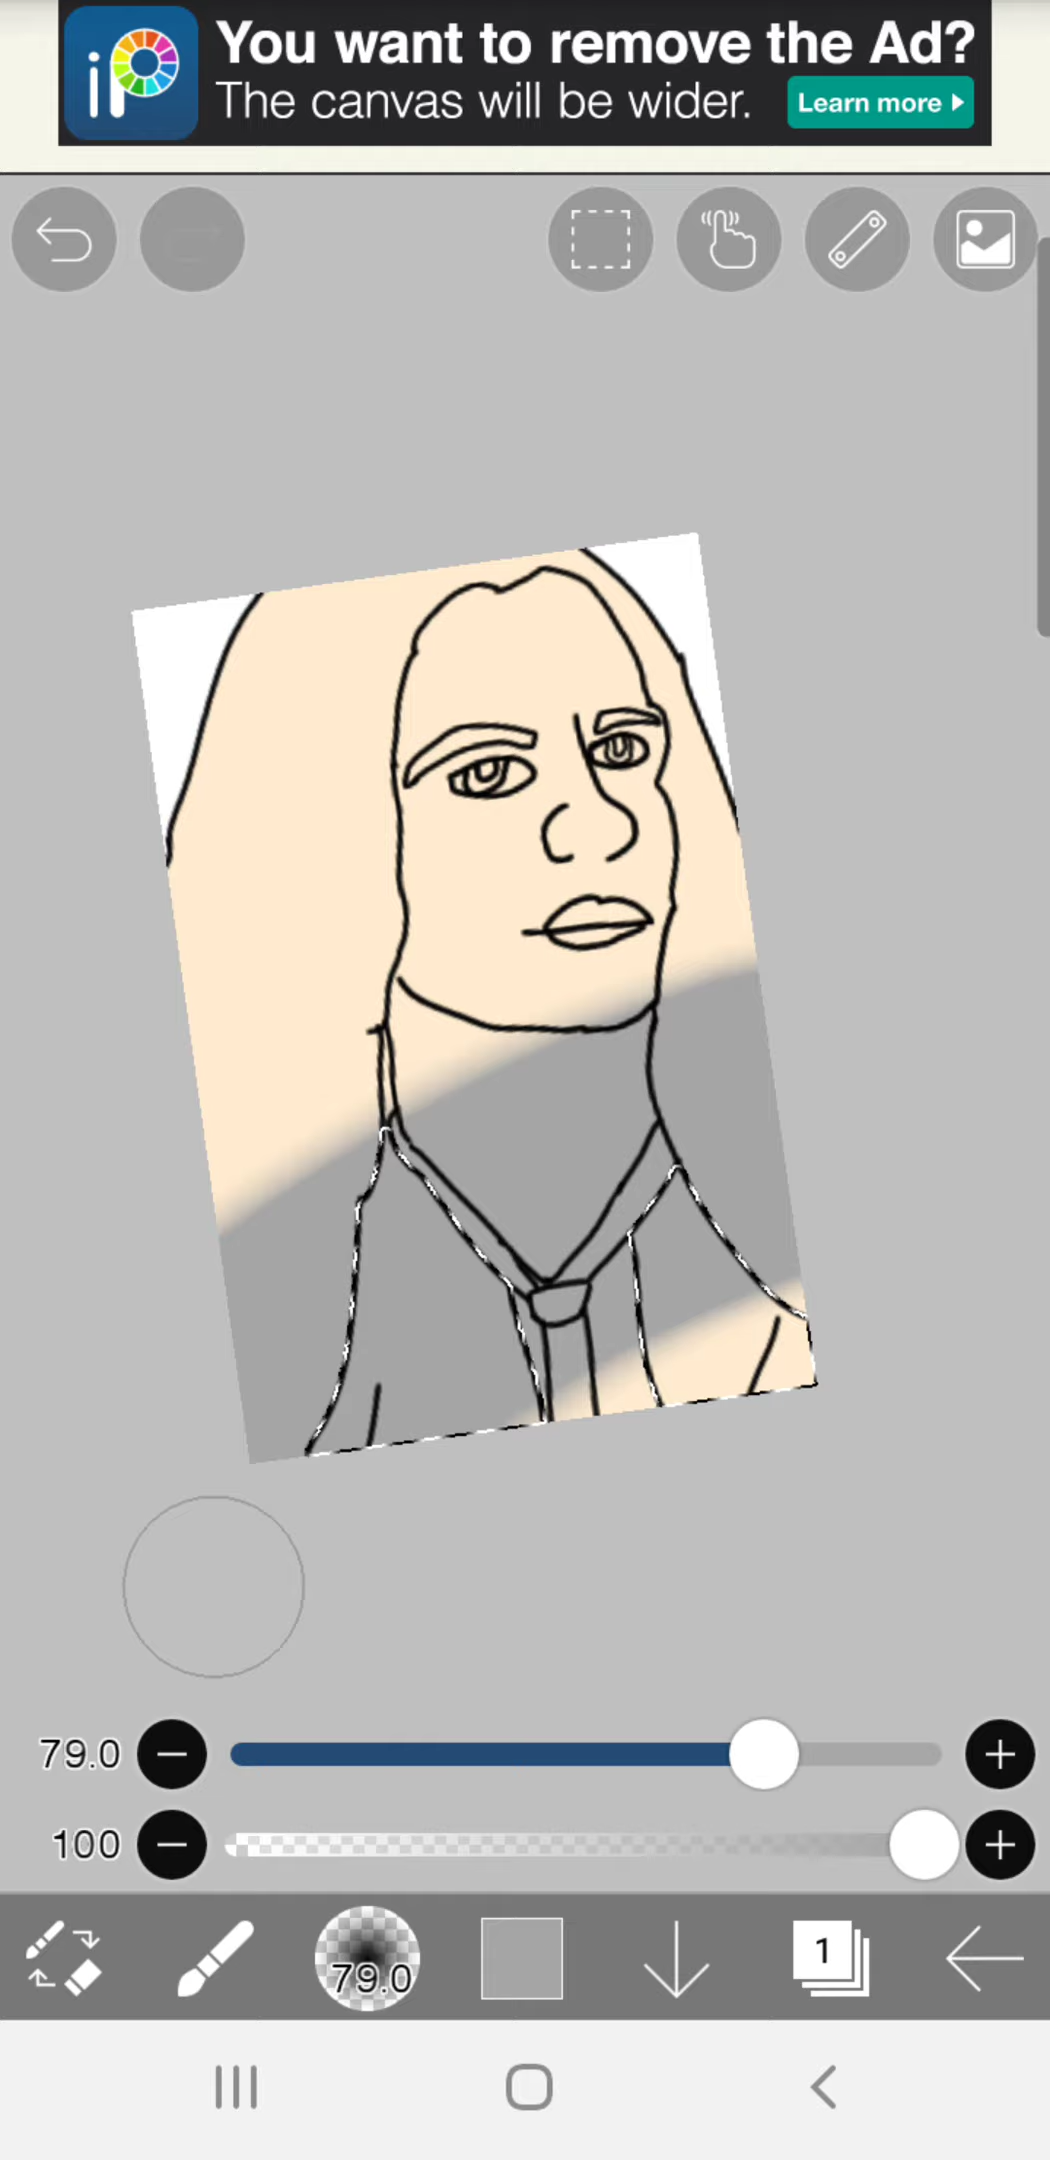 iP
You want to remove the Ad?
The canvas will be wider.
Learn more
79.0
100
79.0
1